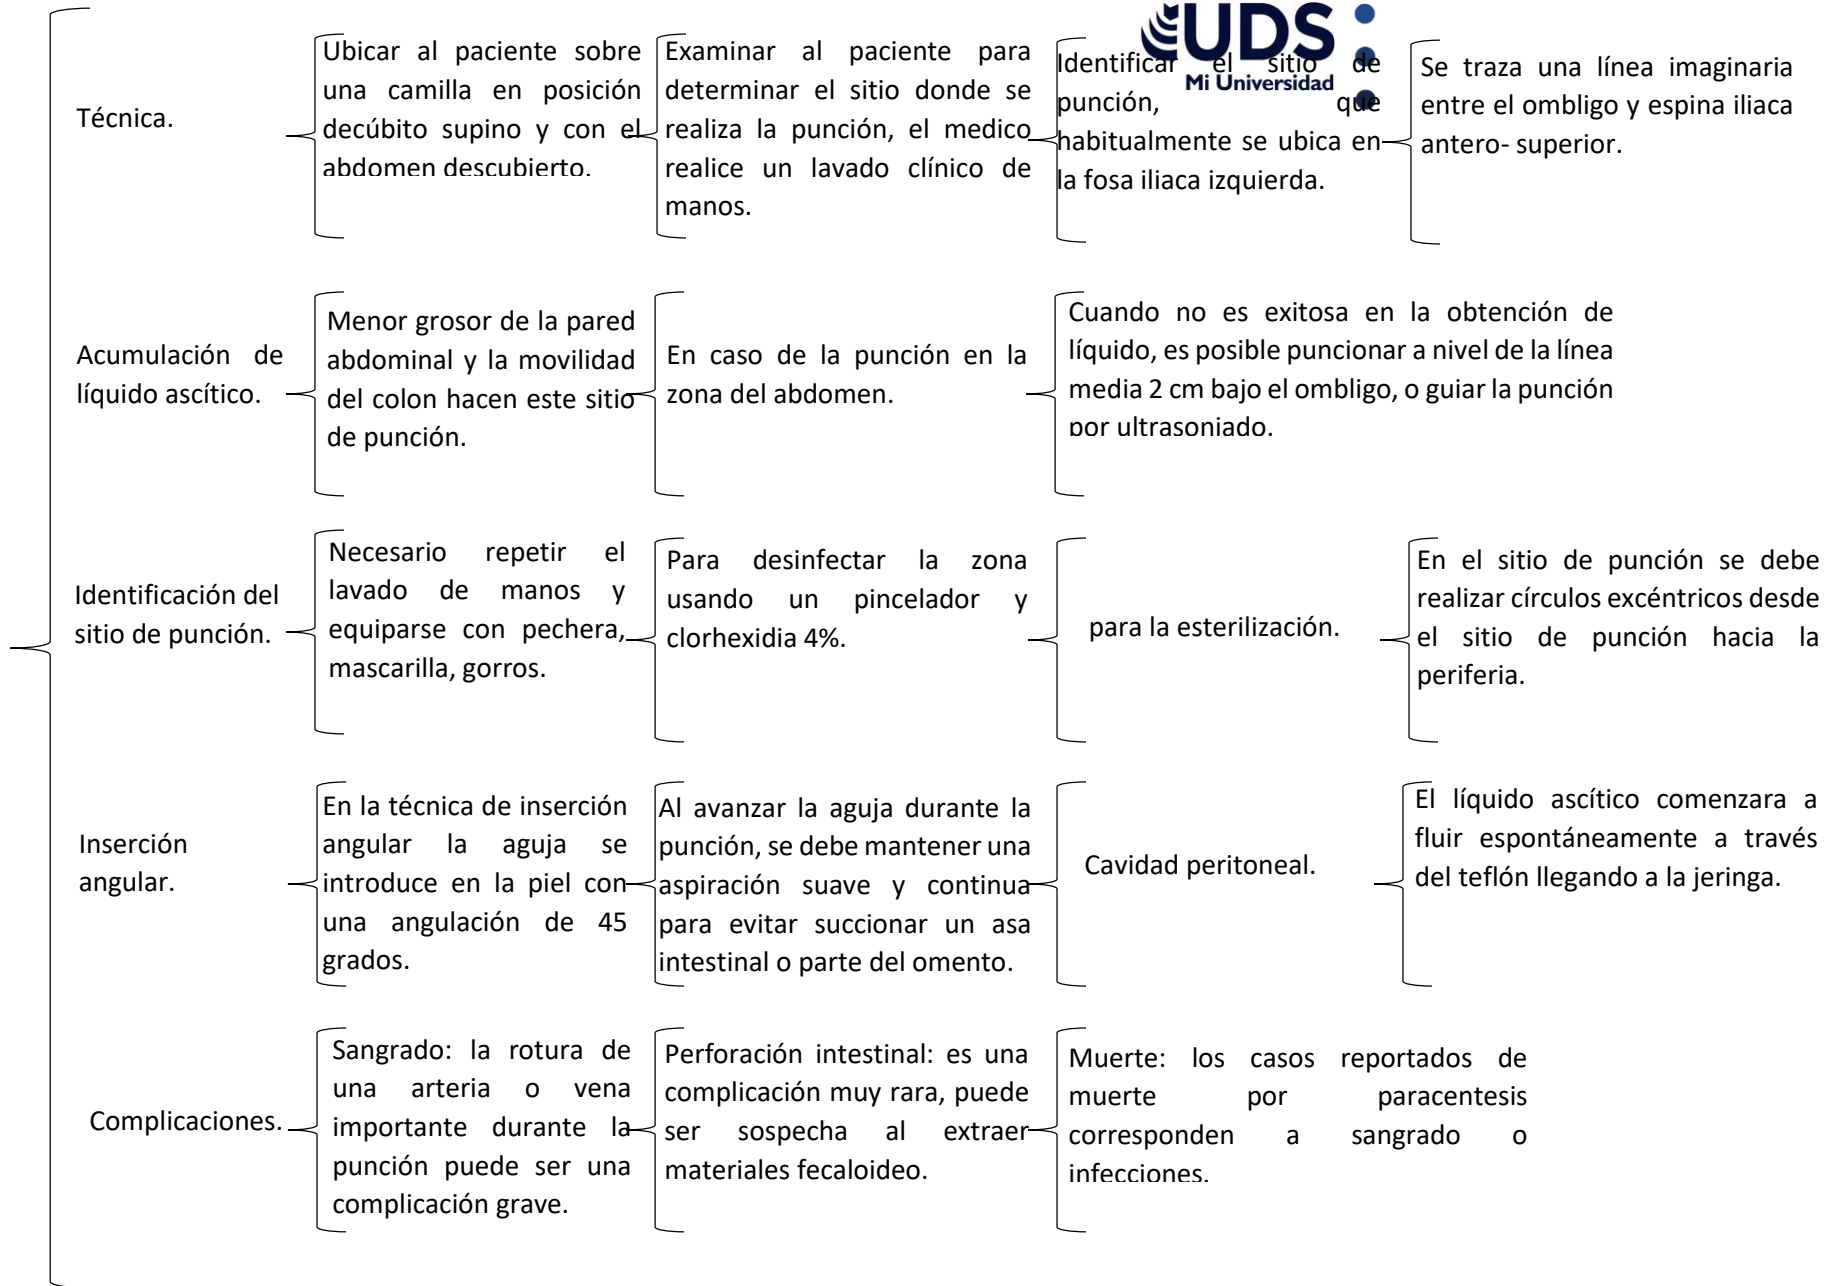 UDS
Mi Universidad
Técnica.
Ubicar al paciente sobre
una camilla en posición
decúbito supino y con el
abdomen descubierto.
Examinar al paciente para
determinar el sitio donde se
realiza la punción, el medico
realice un lavado clínico de
manos.
Identificar el sitio de
punción, que
habitualmente se ubica en
la fosa iliaca izquierda.
Se traza una línea imaginaria
entre el ombligo y espina iliaca
antero- superior.
Acumulación de
líquido ascítico.
Menor grosor de la pared
abdominal y la movilidad
del colon hacen este sitio
de punción.
En caso de la punción en la
zona del abdomen.
Cuando no es exitosa en la obtención de
líquido, es posible puncionar a nivel de la línea
media 2 cm bajo el ombligo, o guiar la punción
por ultrasoniado.
Identificación del
sitio de punción.
Necesario repetir el
lavado de manos y
equiparse con pechera,
mascarilla, gorros.
Para desinfectar la zona
usando un pincelador y
clorhexidia 4%.
para la esterilización.
En el sitio de punción se debe
realizar círculos excéntricos desde
el sitio de punción hacia la
periferia.
Inserción
angular.
En la técnica de inserción
angular la aguja se
introduce en la piel con
una angulación de 45
grados.
Al avanzar la aguja durante la
punción, se debe mantener una
aspiración suave y continua
para evitar succionar un asa
intestinal o parte del omento.
Cavidad peritoneal.
El líquido ascítico comenzara a
fluir espontáneamente a través
del teflón llegando a la jeringa.
Complicaciones.
Sangrado: la rotura de
una arteria o vena
importante durante la
punción puede ser una
complicación grave.
Perforación intestinal: es una
complicación muy rara, puede
ser sospecha al extraer
materiales fecaloideo.
Muerte: los casos reportados de
muerte por paracentesis
corresponden a sangrado o
infecciones.